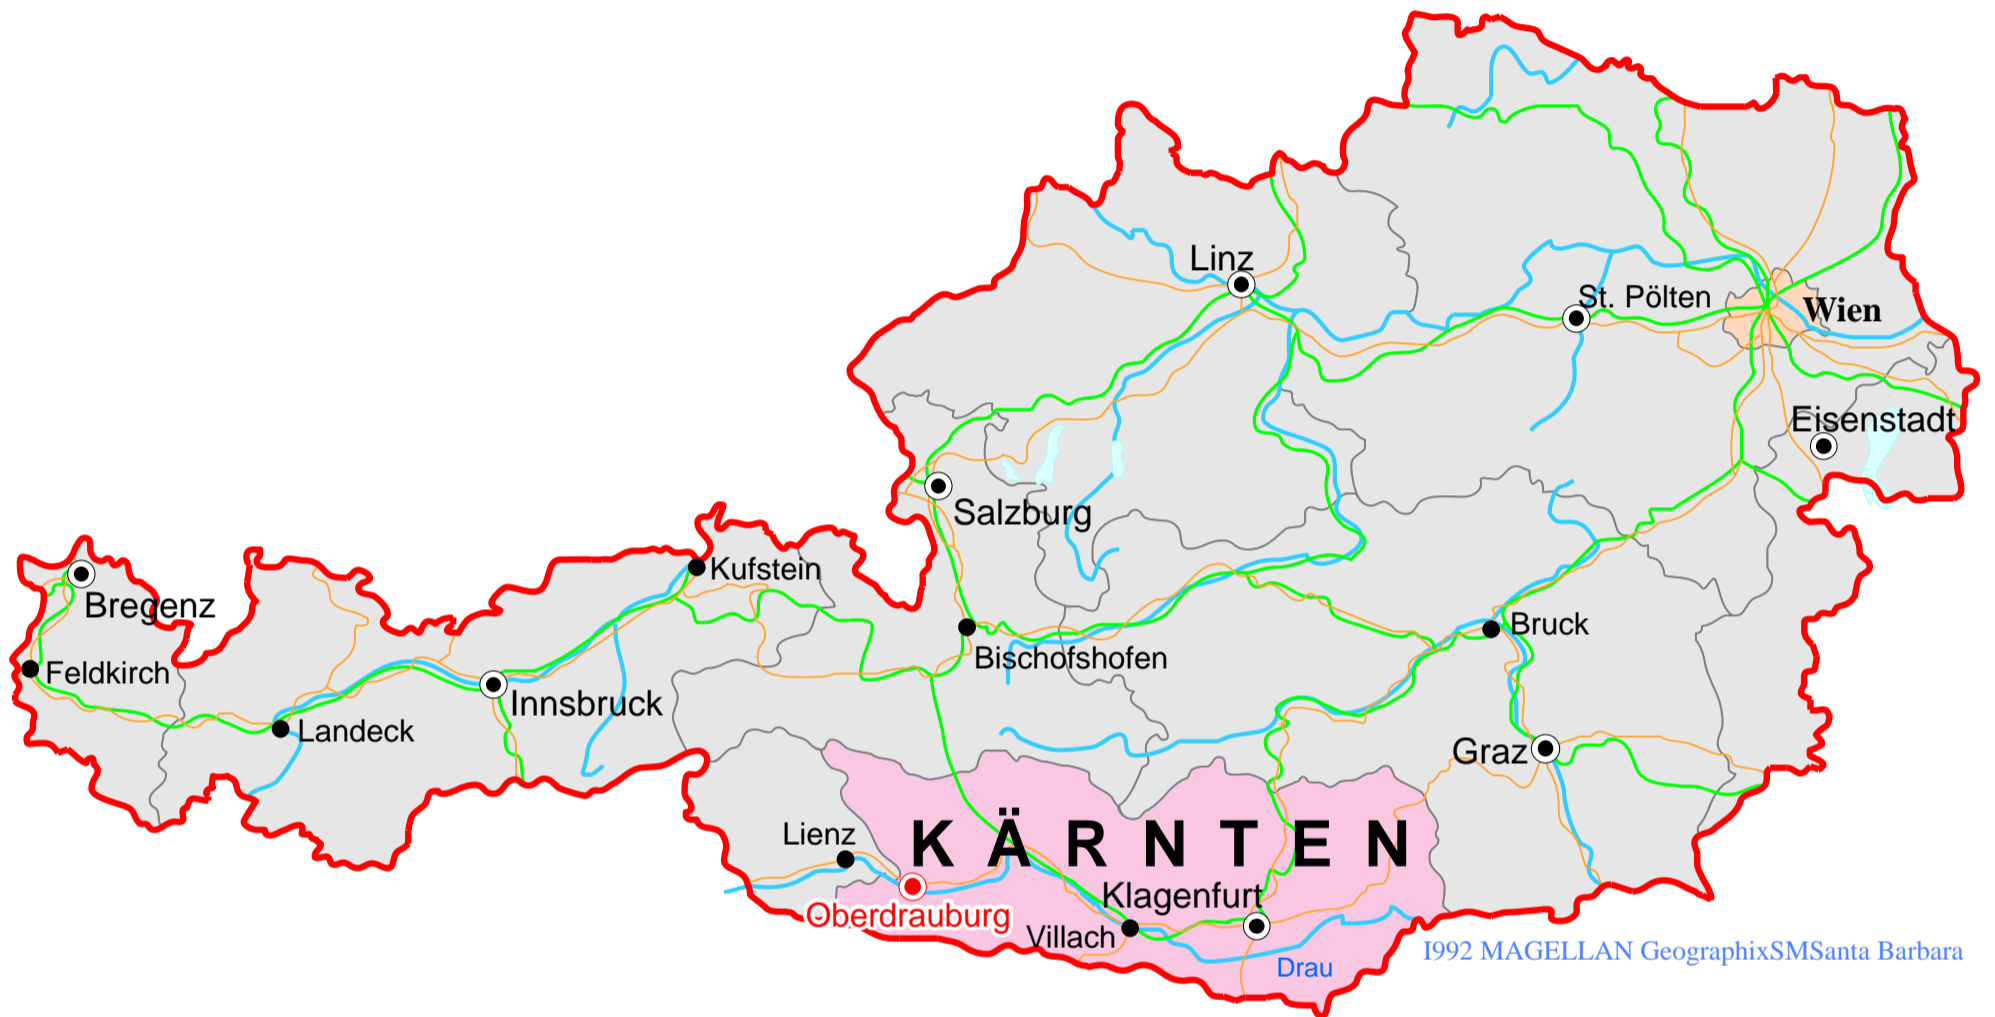 Linz
St. Pölten
Wien
Eisenstadt
Salzburg
Kufstein
Bregenz
Bruck
Bischofshofen
Feldkirch
Innsbruck
Landeck
Graz
Lienz
KÄRNTEN
Klagenfurt
Oberdrauburg
Villach
Drau
I992 MAGELLAN GeographixSMSanta Barbara